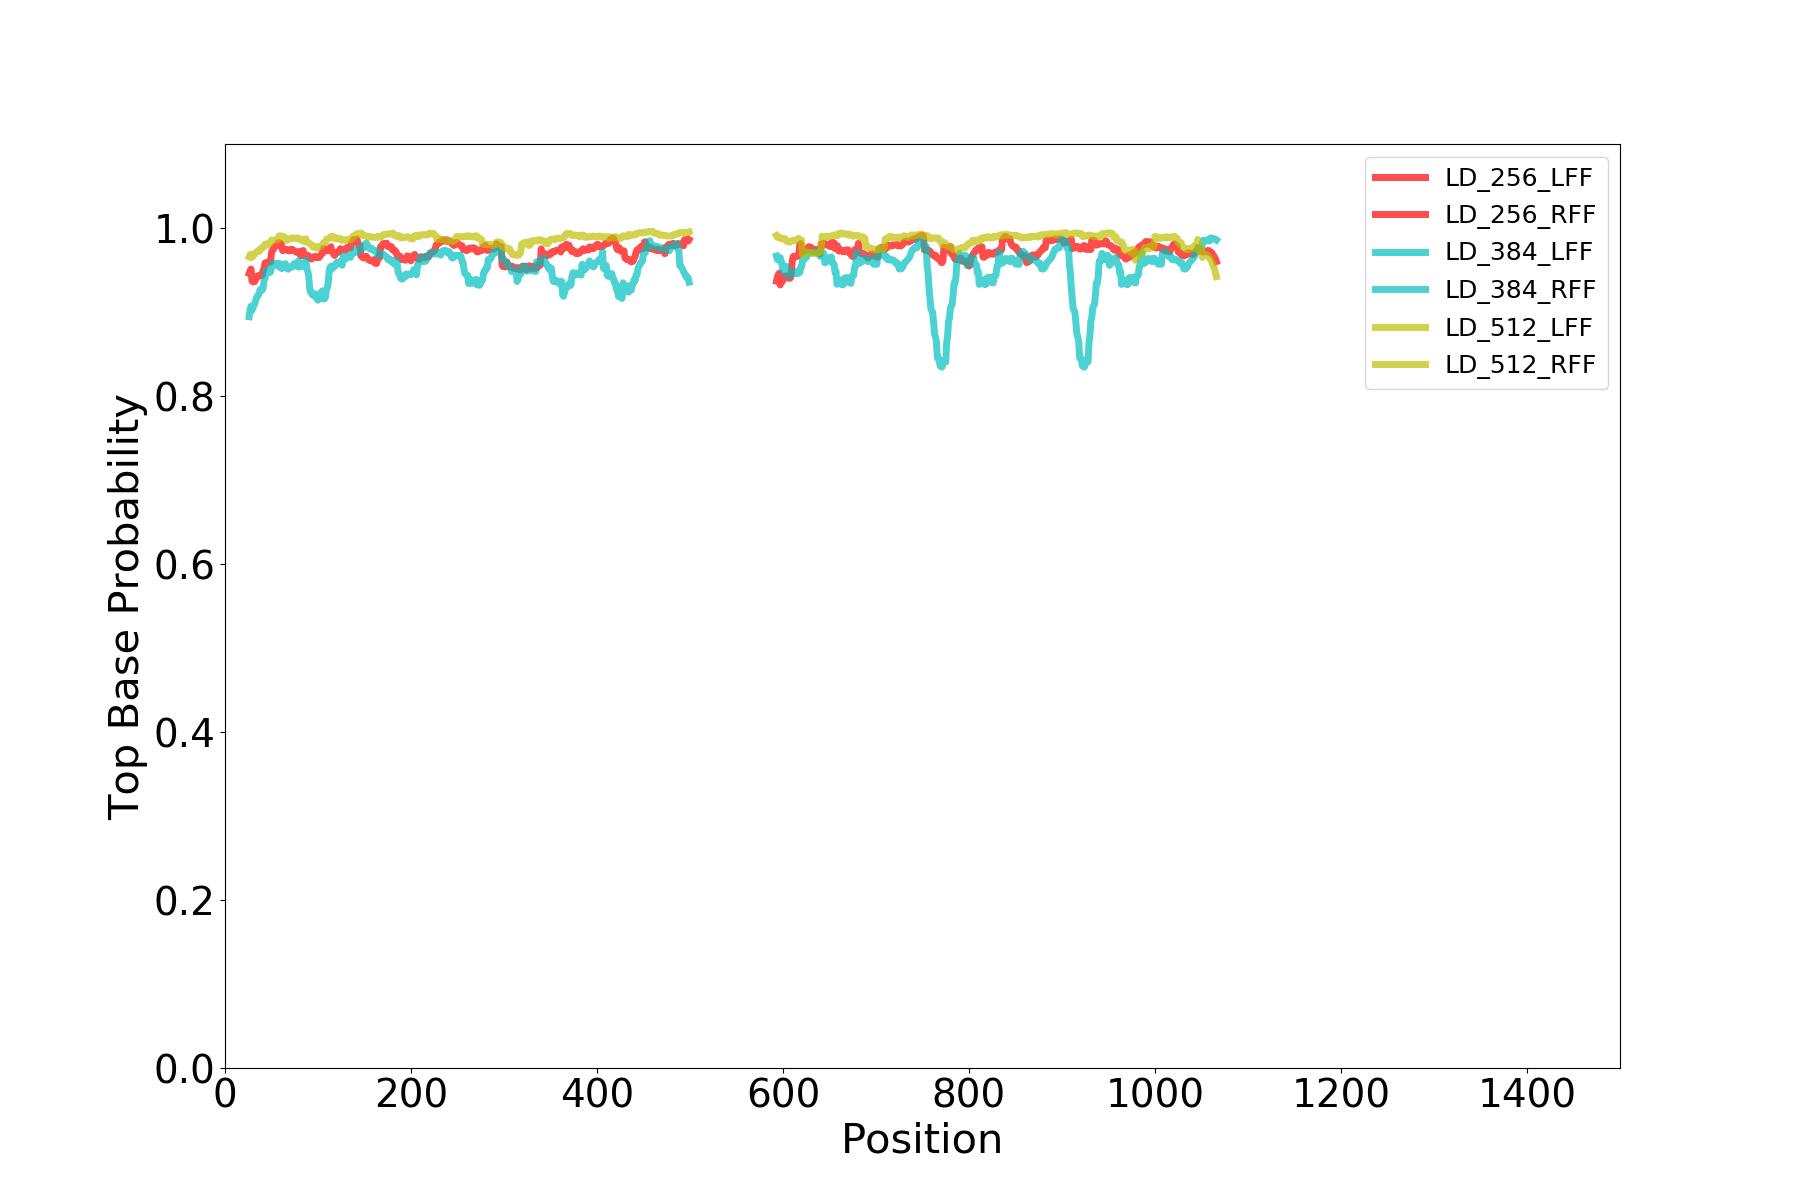 LD_256_LFF
LD_256_RFF
LD_384_LFF
LD_384_RFF
LD_512_LFF
LD_512_RFF
1.0
0.8
0.6
0.4
0.2
0.0
Top Base Probability
0 200 400 600 800 1000 1200 1400
Position